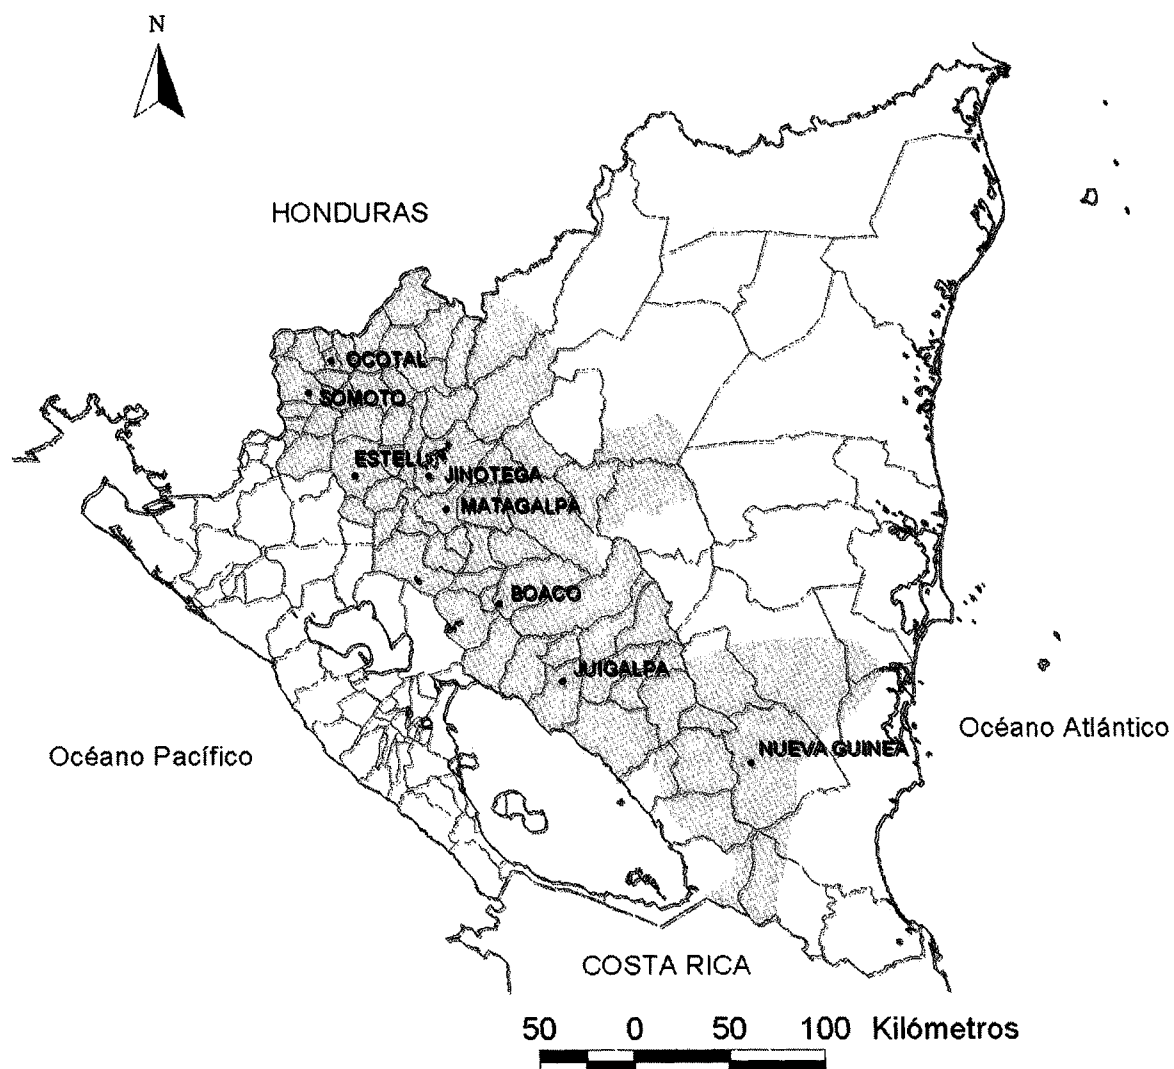 N
HONDURAS
OCOTAL
SOMOTO
ESTELI
JINOTEGA
MATAGALPA
BOACO
JUIGALPA
NUEVA GUINEA
Océano Atlántico
Océano Pacífico
COSTA RICA
50 0 50 100 Kilómetros